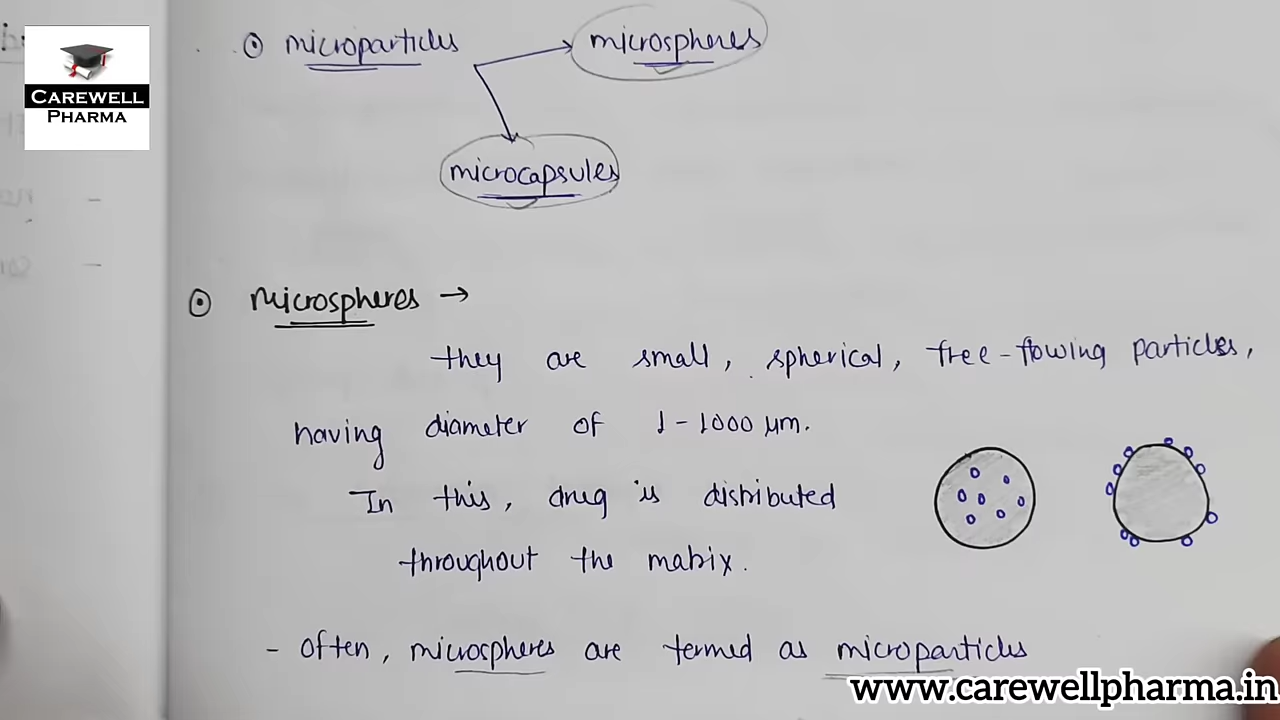 CAREWELL
PHARMA
microparticles
microspheres
microcapsules
microspheres →
they are small, spherical, free-flowing particles,
having diameter of 1-1000 μm.
In this, drug is distributed
throughout the matrix.
- Often, microspheres are termed as microparticles
www.carewellpharma.in